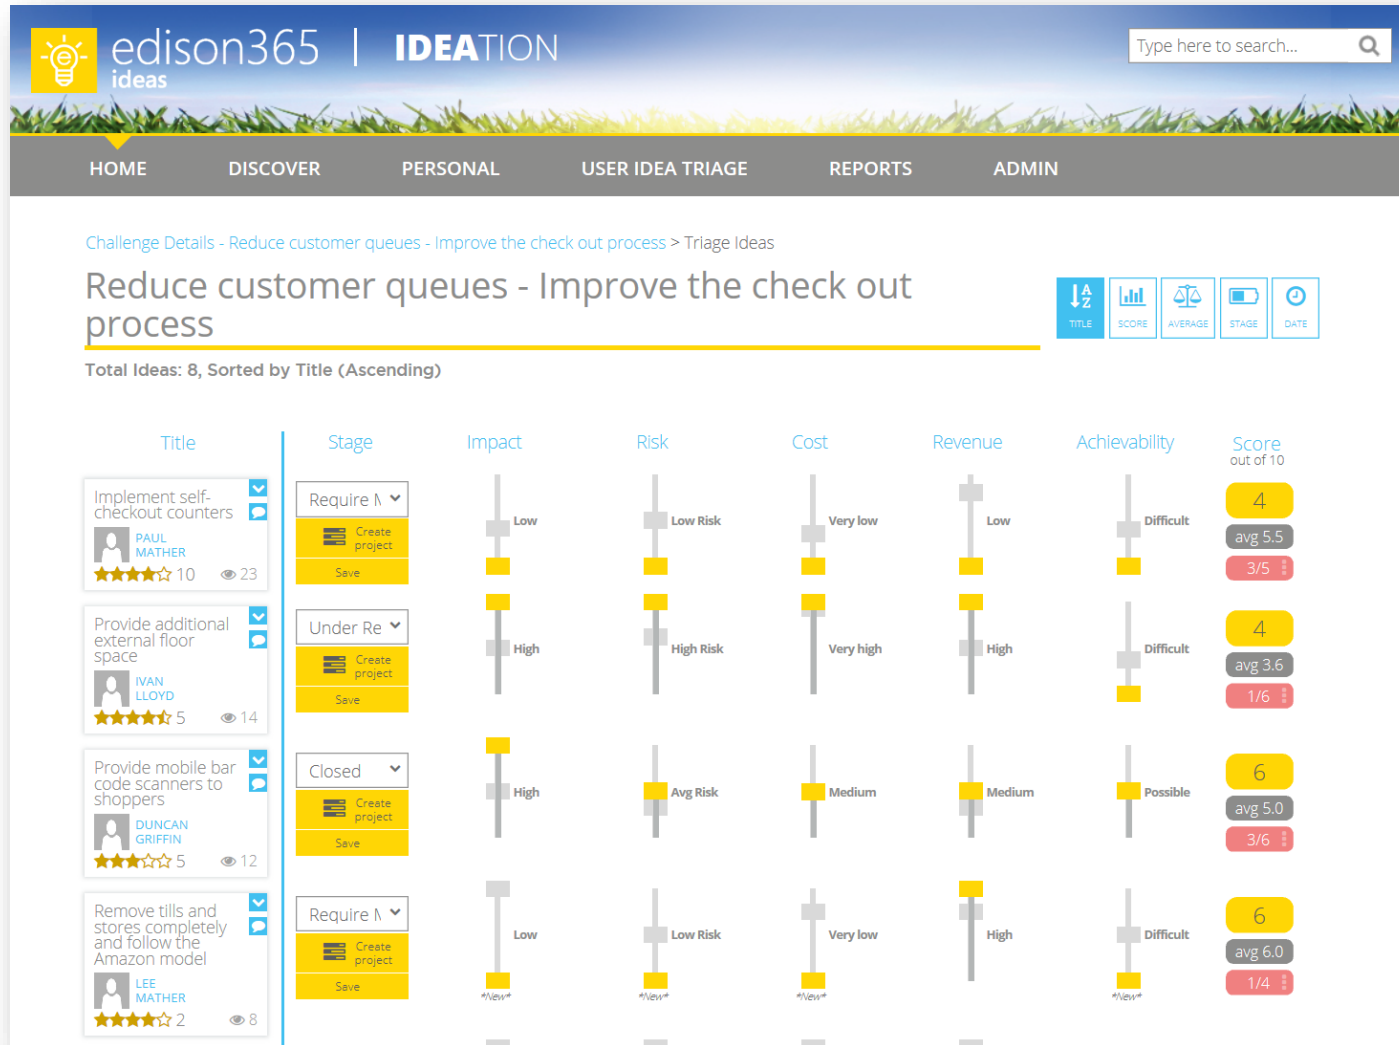 edison365
ideas
IDEATION
Type here to search...
HOME
DISCOVER
PERSONAL
USER IDEA TRIAGE
REPORTS
ADMIN
Challenge Details - Reduce customer queues - Improve the check out process > Triage Ideas
Reduce customer queues - Improve the check out
process
TITLE
SCORE
AVERAGE
STAGE
DATE
Total Ideas: 8, Sorted by Title (Ascending)
Title
Stage
Impact
Risk
Cost
Revenue
Achievability
Score
out of 10
Implement self-
checkout counters
PAUL
MATHER
10
23
Require
Create
project
Save
Low
Low Risk
Very low
Low
Difficult
4
avg 5.5
3/5
Provide additional
external floor
space
IVAN
LLOYD
5
14
Under Re
Create
project
Save
High
High Risk
Very high
High
Difficult
4
avg 3.6
1/6
Provide mobile bar
code scanners to
shoppers
DUNCAN
GRIFFIN
5
12
Closed
Create
project
Save
High
Avg Risk
Medium
Medium
Possible
6
avg 5.0
3/6
Remove tills and
stores completely
and follow the
Amazon model
LEE
MATHER
2
8
Require
Create
project
Save
Low
*New*
Low Risk
*New*
Very low
*New*
High
Difficult
*New*
6
avg 6.0
1/4